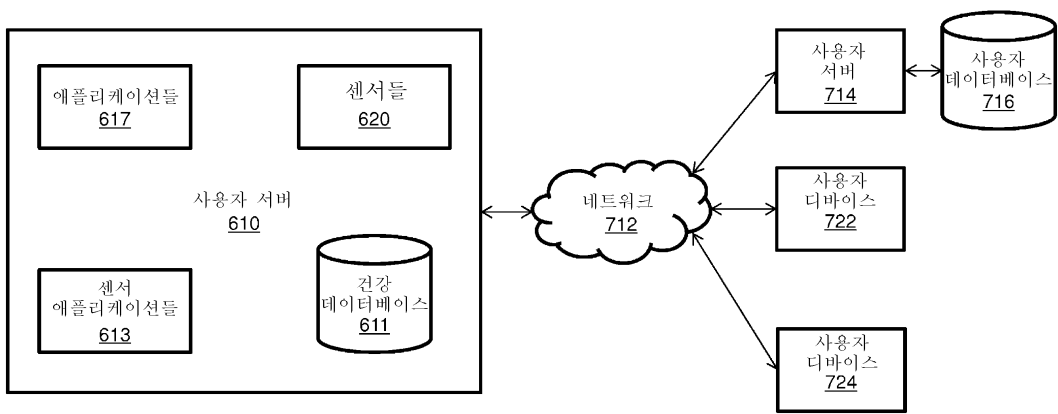 애플리케이션들
617
센서들
620
사용자 서버
610
센서
애플리케이션들
613
건강
데이터베이스
611
네트워크
712
사용자
서버
714
사용자
데이터베이스
716
사용자
디바이스
722
사용자
디바이스
724